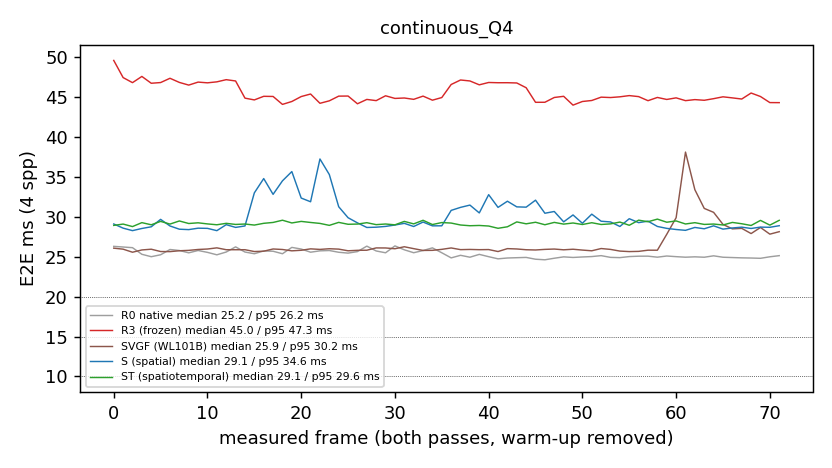 continuous_Q4
E2E ms (4 spp)
50
45
40
35
30
25
20
15
10
R0 native median 25.2 / p95 26.2 ms
R3 (frozen) median 45.0 / p95 47.3 ms
SVGF (WL101B) median 25.9 / p95 30.2 ms
S (spatial) median 29.1 / p95 34.6 ms
ST (spatiotemporal) median 29.1 / p95 29.6 ms
0 10 20 30 40 50 60 70
measured frame (both passes, warm-up removed)